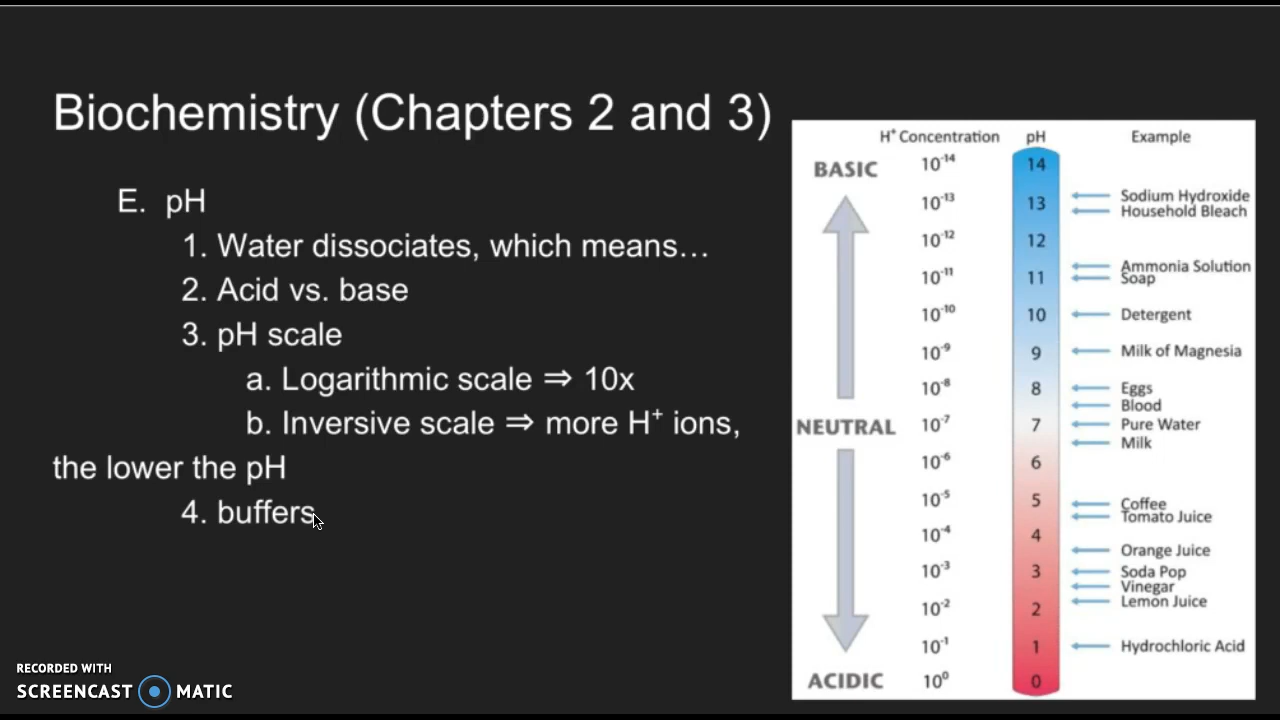 Biochemistry (Chapters 2 and 3)
E. pH
1. Water dissociates, which means…
2. Acid vs. base
3. pH scale
a. Logarithmic scale ⇒ 10x
b. Inversive scale ⇒ more H⁺ ions,
the lower the pH
4. buffers
H⁺ Concentration pH Example
BASIC 10⁻¹⁴ 14
10⁻¹³ 13 Sodium Hydroxide
Household Bleach
10⁻¹² 12
Ammonia Solution
10⁻¹¹ 11 Soap
10⁻¹⁰ 10 Detergent
10⁻⁹ 9 Milk of Magnesia
10⁻⁸ 8 Eggs
Blood
NEUTRAL 10⁻⁷ 7 Pure Water
Milk
10⁻⁶ 6
10⁻⁵ 5 Coffee
Tomato Juice
10⁻⁴ 4
Orange Juice
10⁻³ 3 Soda Pop
Vinegar
10⁻² 2 Lemon Juice
10⁻¹ 1 Hydrochloric Acid
ACIDIC 10⁰ 0
RECORDED WITH
SCREENCAST MATIC